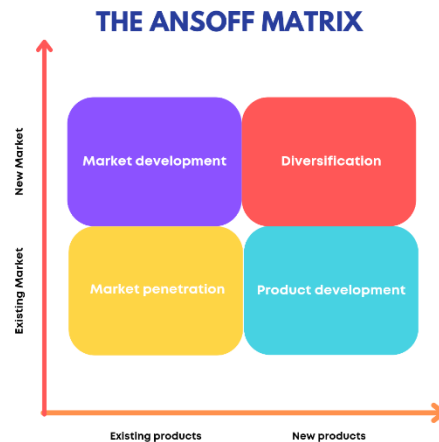 THE ANSOFF MATRIX
New Market
Market development
Diversification
Existing Market
Market penetration
Product development
Existing products
New products